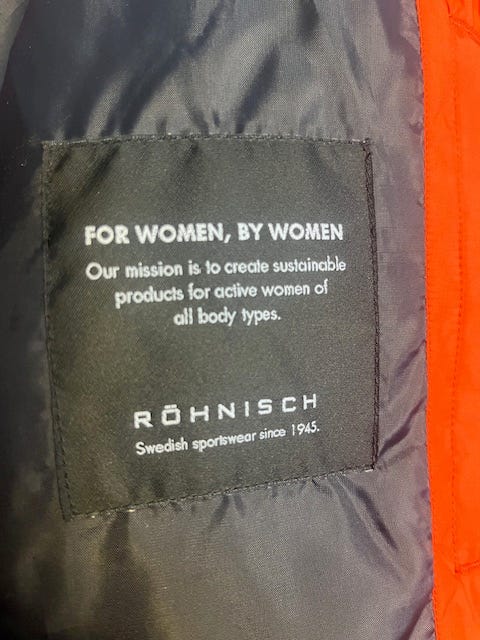 FOR WOMEN, BY WOMEN
Our mission is to create sustainable
products for active women of
all body types.
RÖHNISCH
Swedish sportswear since 1945.